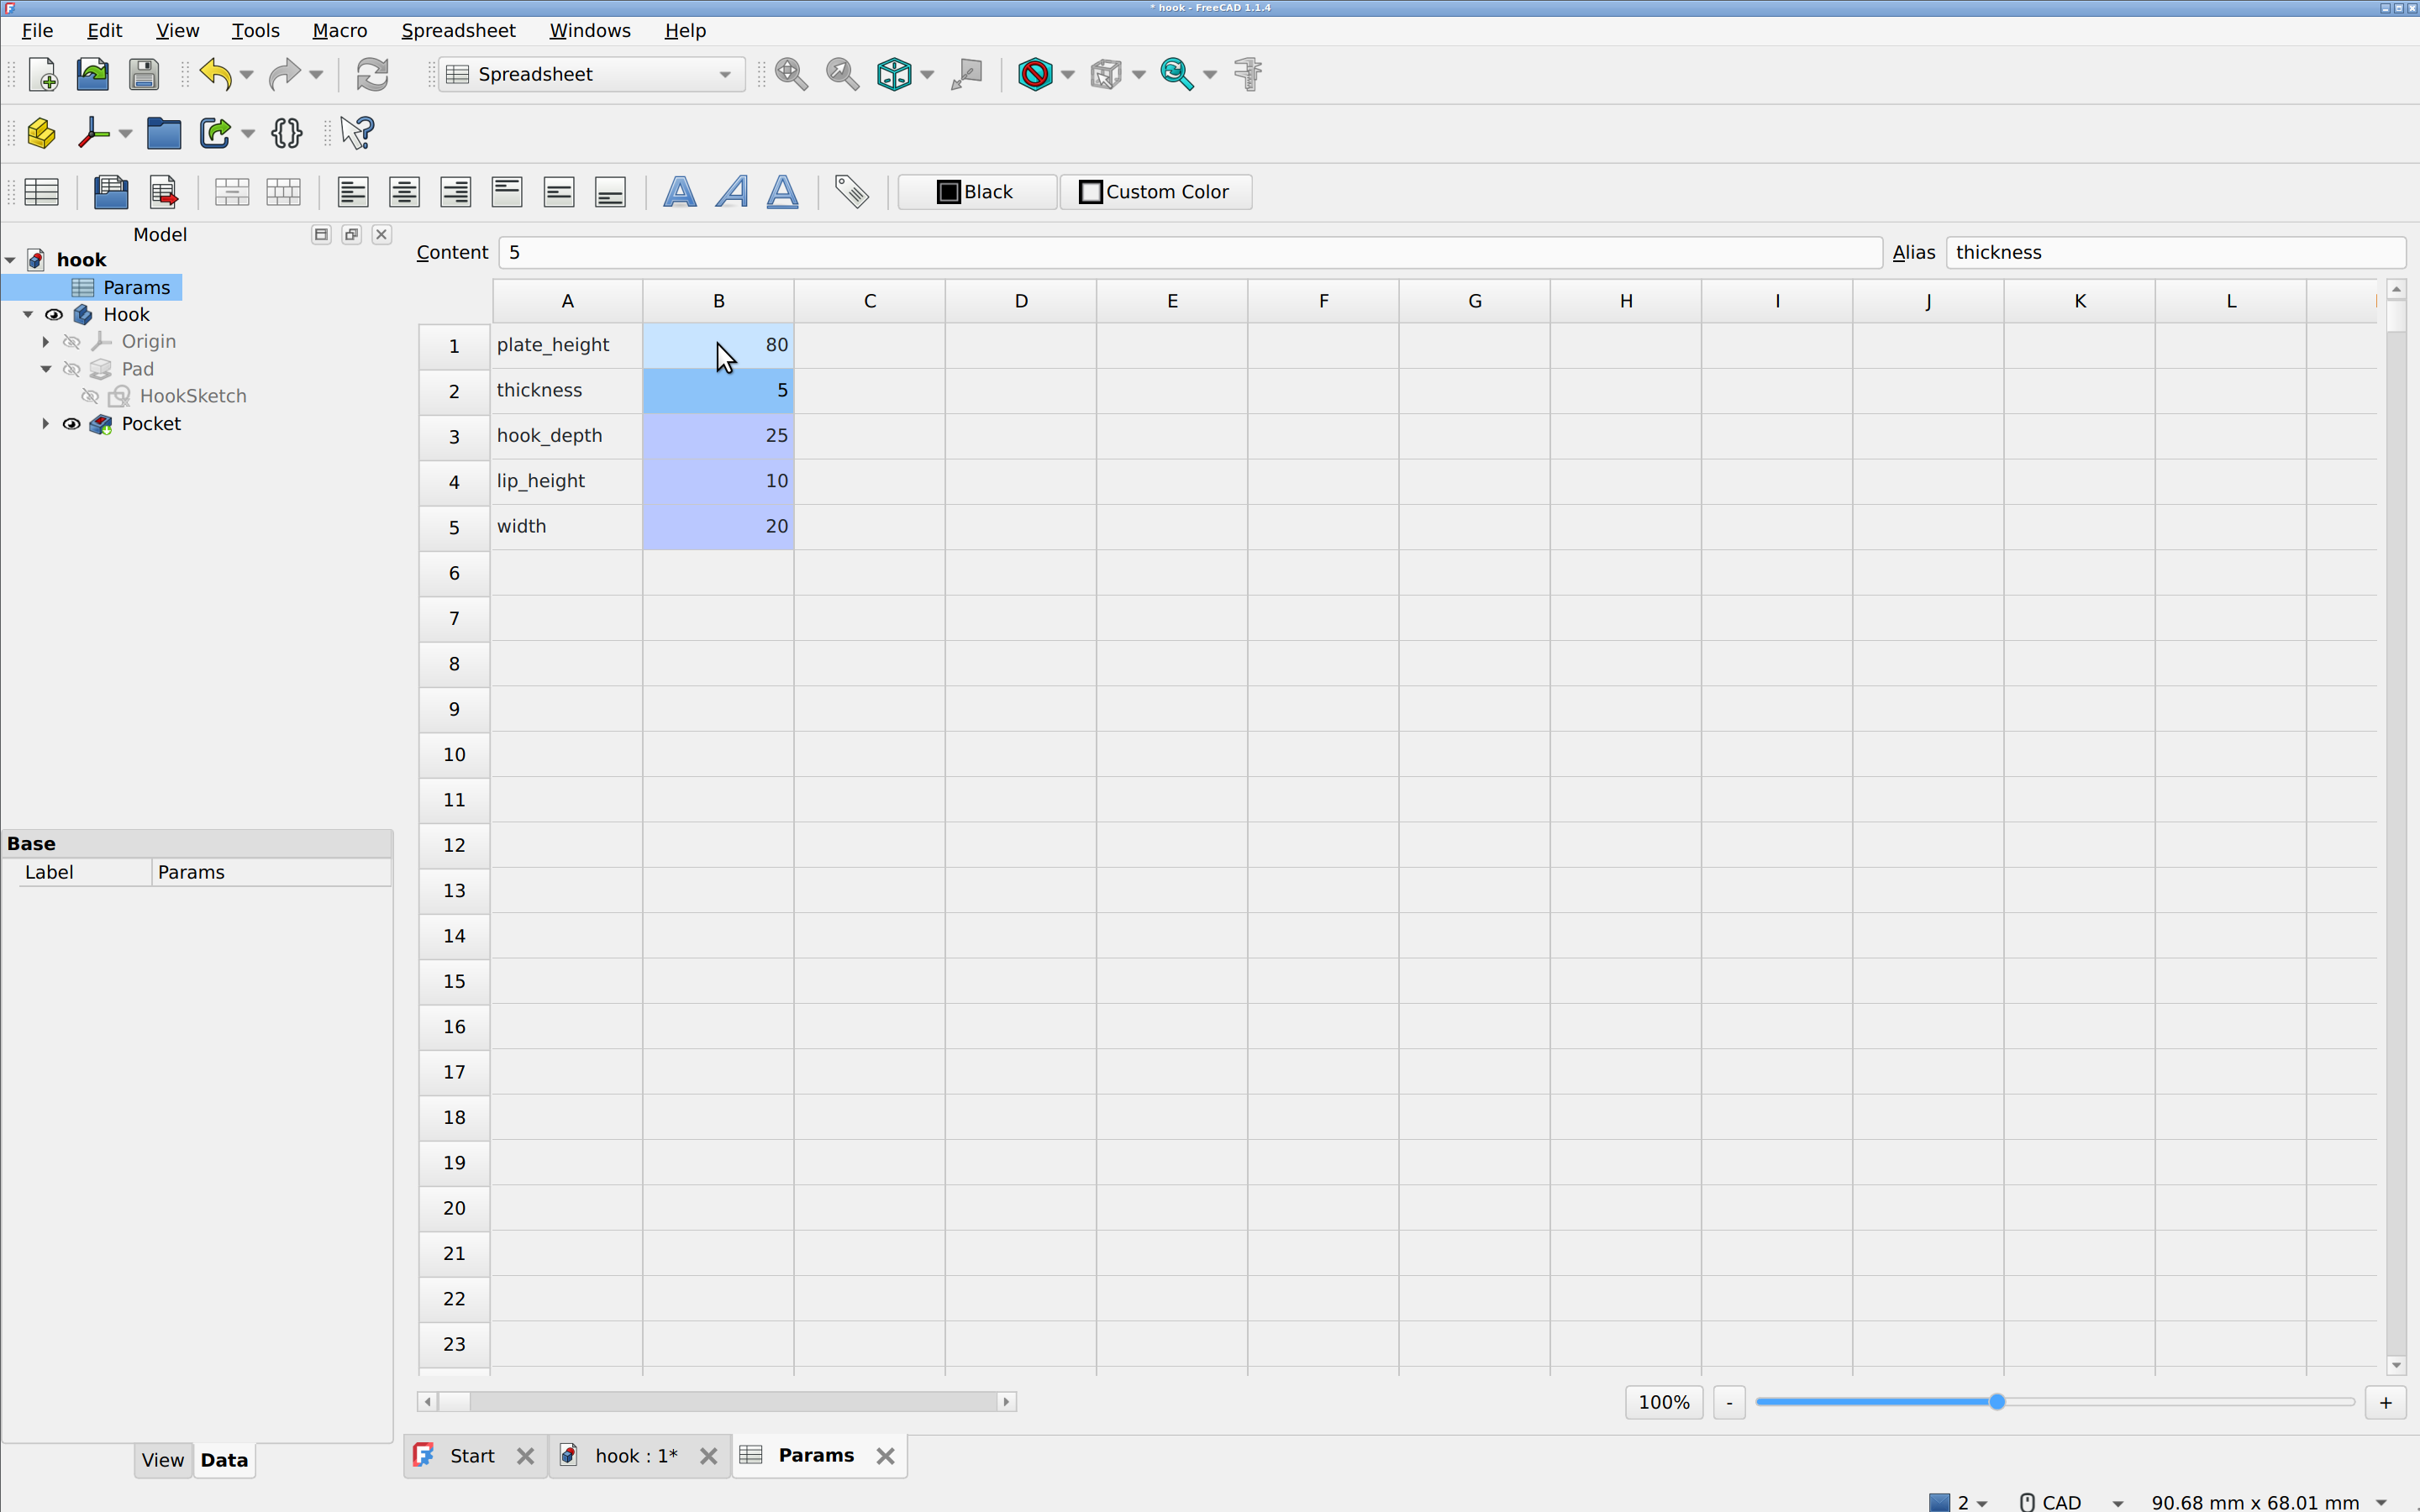 * hook - FreeCAD 1.1.4
File Edit View Tools Macro Spreadsheet Windows Help
Spreadsheet
Black Custom Color
Model
hook
Params
Hook
Origin
Pad
HookSketch
Pocket
Content 5 Alias thickness
A B C D E F G H I J K L
1 plate_height 80
2 thickness 5
3 hook_depth 25
4 lip_height 10
5 width 20
6
7
8
9
10
11
12
13
14
15
16
17
18
19
20
21
22
23
Base
Label Params
100% - +
View Data
Start hook : 1* Params
2 CAD 90.68 mm x 68.01 mm